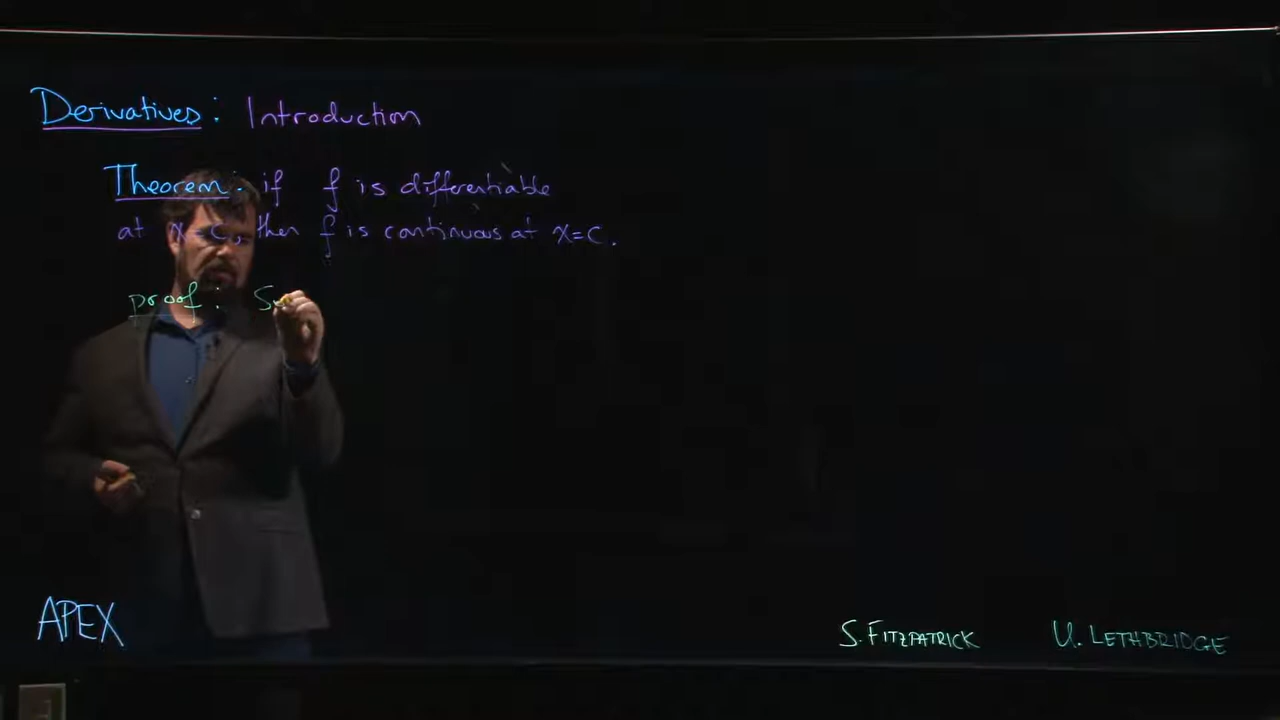 Derivatives: Introduction
Theorem: if f is differentiable
at x=c, then f is continuous at x=c.
proof: S
APEX
S. FITZPATRICK
U. LETHBRIDGE